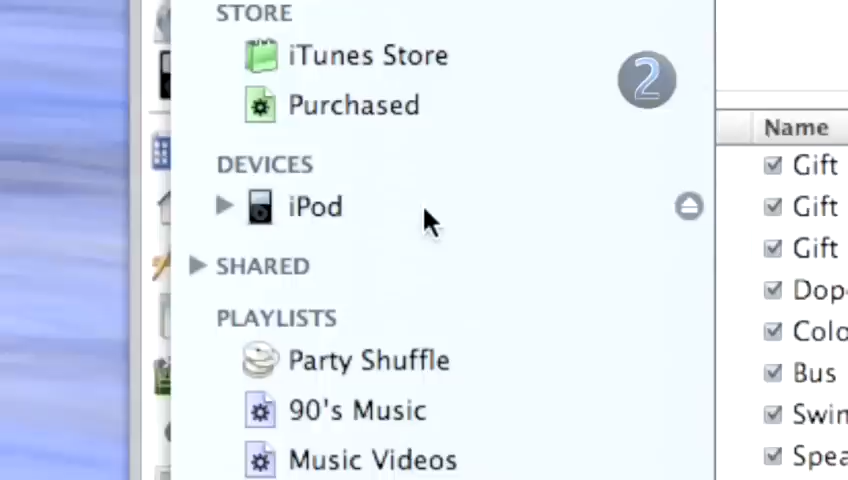 STORE
iTunes Store
2
Purchased
Name
DEVICES
Gift
iPod
Gift
Gift
SHARED
Dop
PLAYLISTS
Colo
Party Shuffle
Bus
90's Music
Swin
Music Videos
Spea